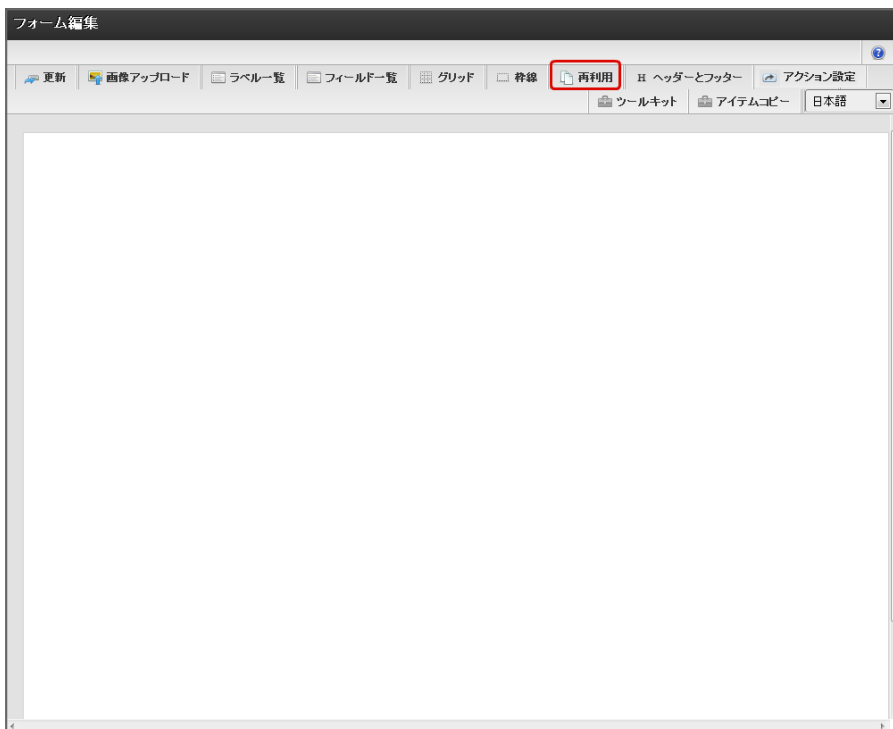 フォーム編集
更新 画像アップロード ラベル一覧 フィールド一覧 グリッド 枠線 再利用 H ヘッダーとフッター アクション設定
ツールキット アイテムコピー 日本語